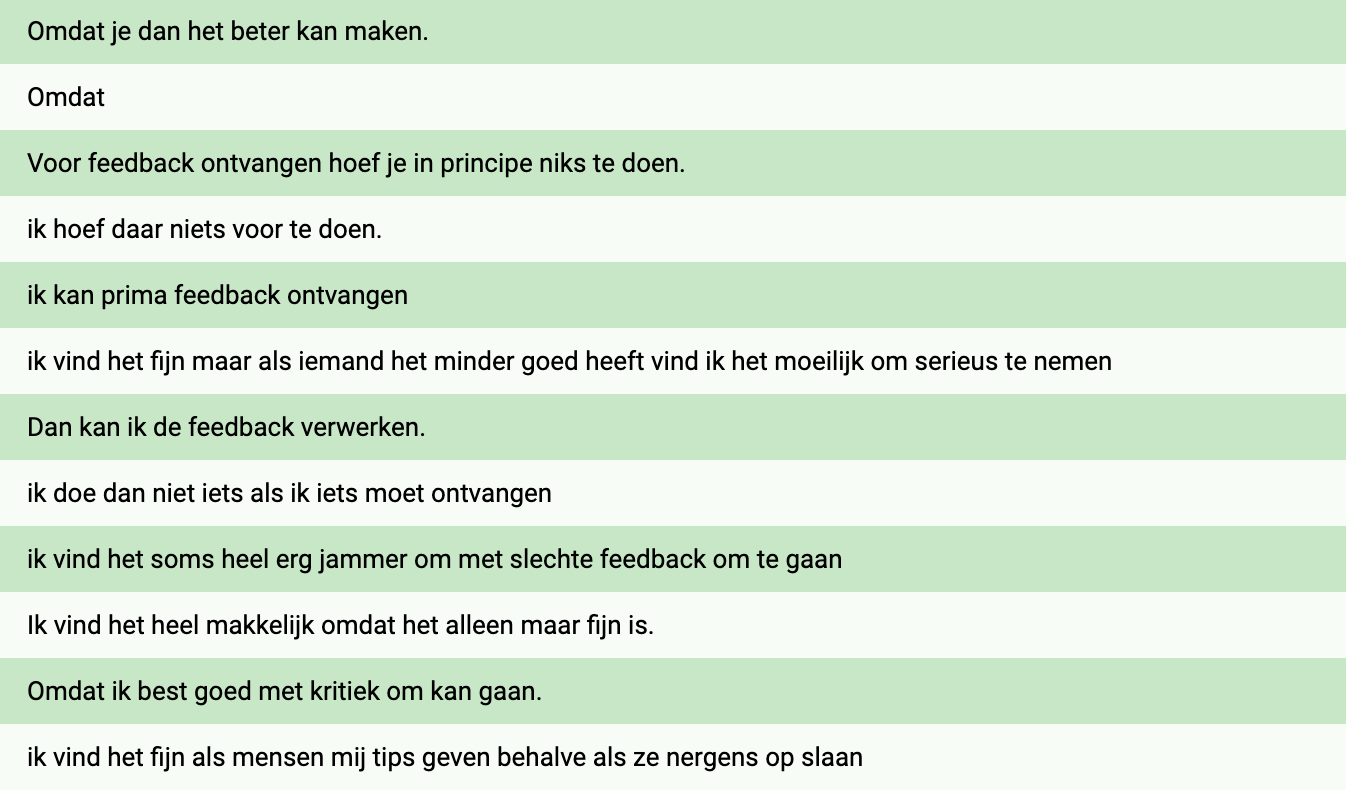 Omdat je dan het beter kan maken.
Omdat
Voor feedback ontvangen hoef je in principe niks te doen.
ik hoef daar niets voor te doen.
ik kan prima feedback ontvangen
ik vind het fijn maar als iemand het minder goed heeft vind ik het moeilijk om serieus te nemen
Dan kan ik de feedback verwerken.
ik doe dan niet iets als ik iets moet ontvangen
ik vind het soms heel erg jammer om met slechte feedback om te gaan
Ik vind het heel makkelijk omdat het alleen maar fijn is.
Omdat ik best goed met kritiek om kan gaan.
ik vind het fijn als mensen mij tips geven behalve als ze nergens op slaan